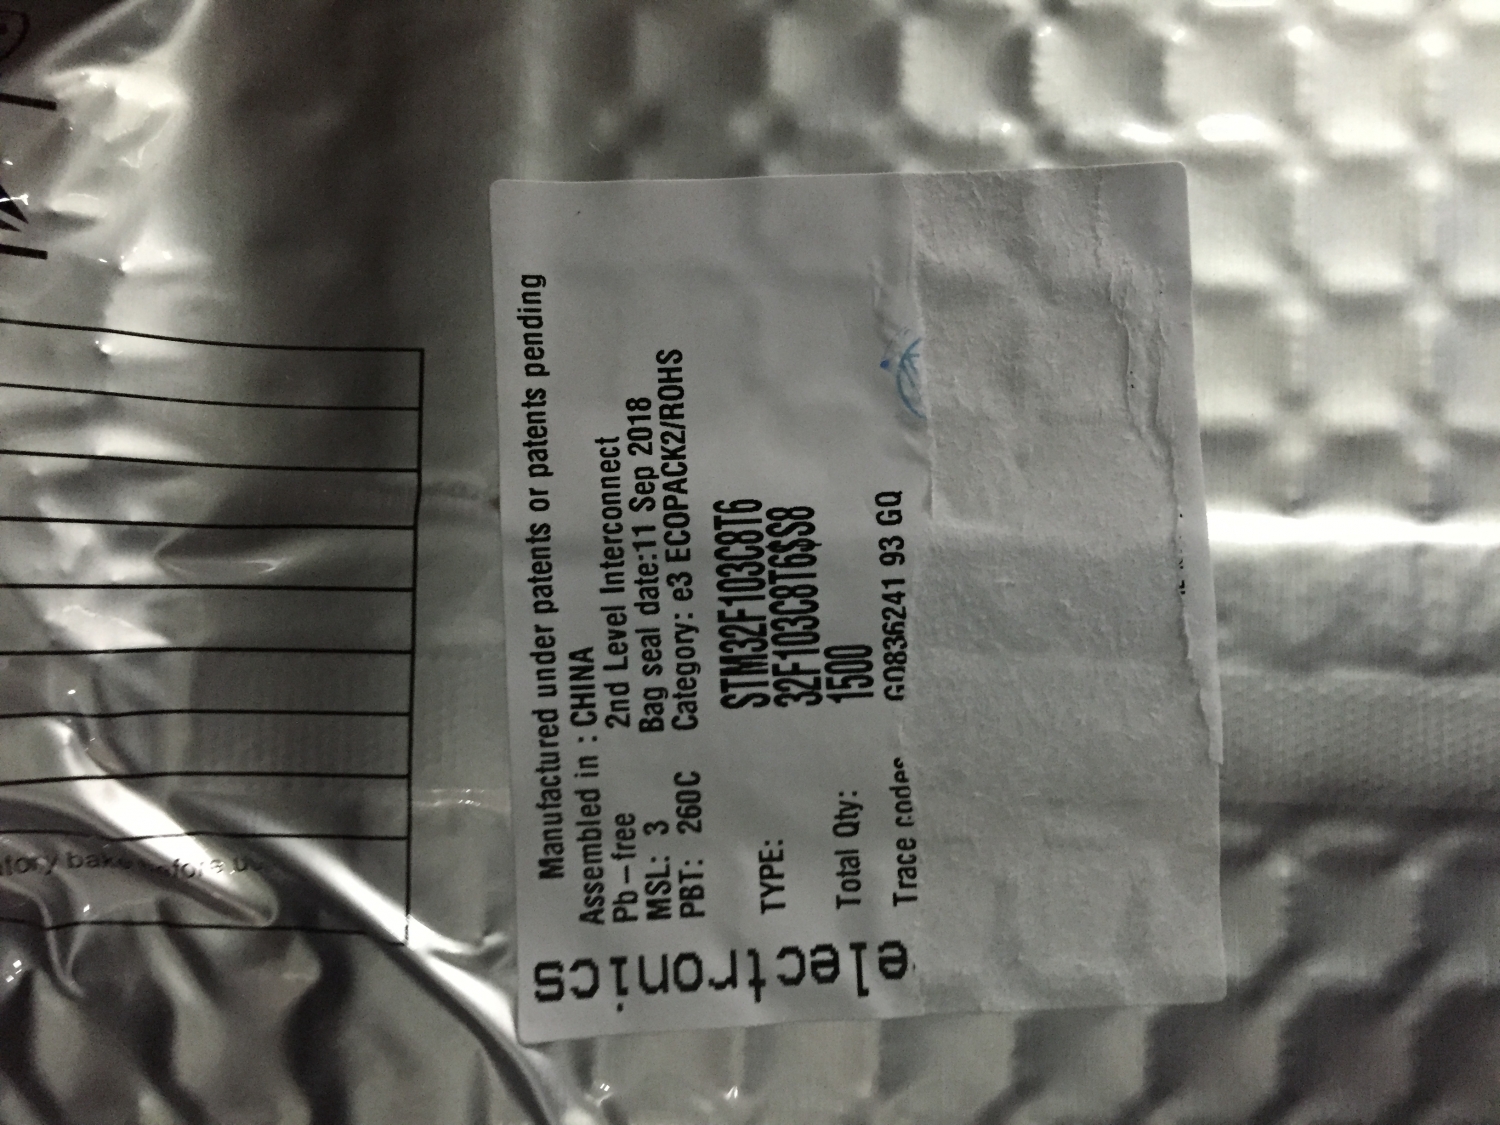 Manufactured under patents or patents pending
Assembled in : CHINA
Pb-free 2nd Level Interconnect
MSL: 3 Bag seal date:11 Sep 2018
PBT: 260C Category: e3 ECOPACK2/ROHS
TYPE: STM32F103C8T6
32F103C8T6$S8
Total Qty: 1500
Trace codes G0836241 93 GQ
electronics